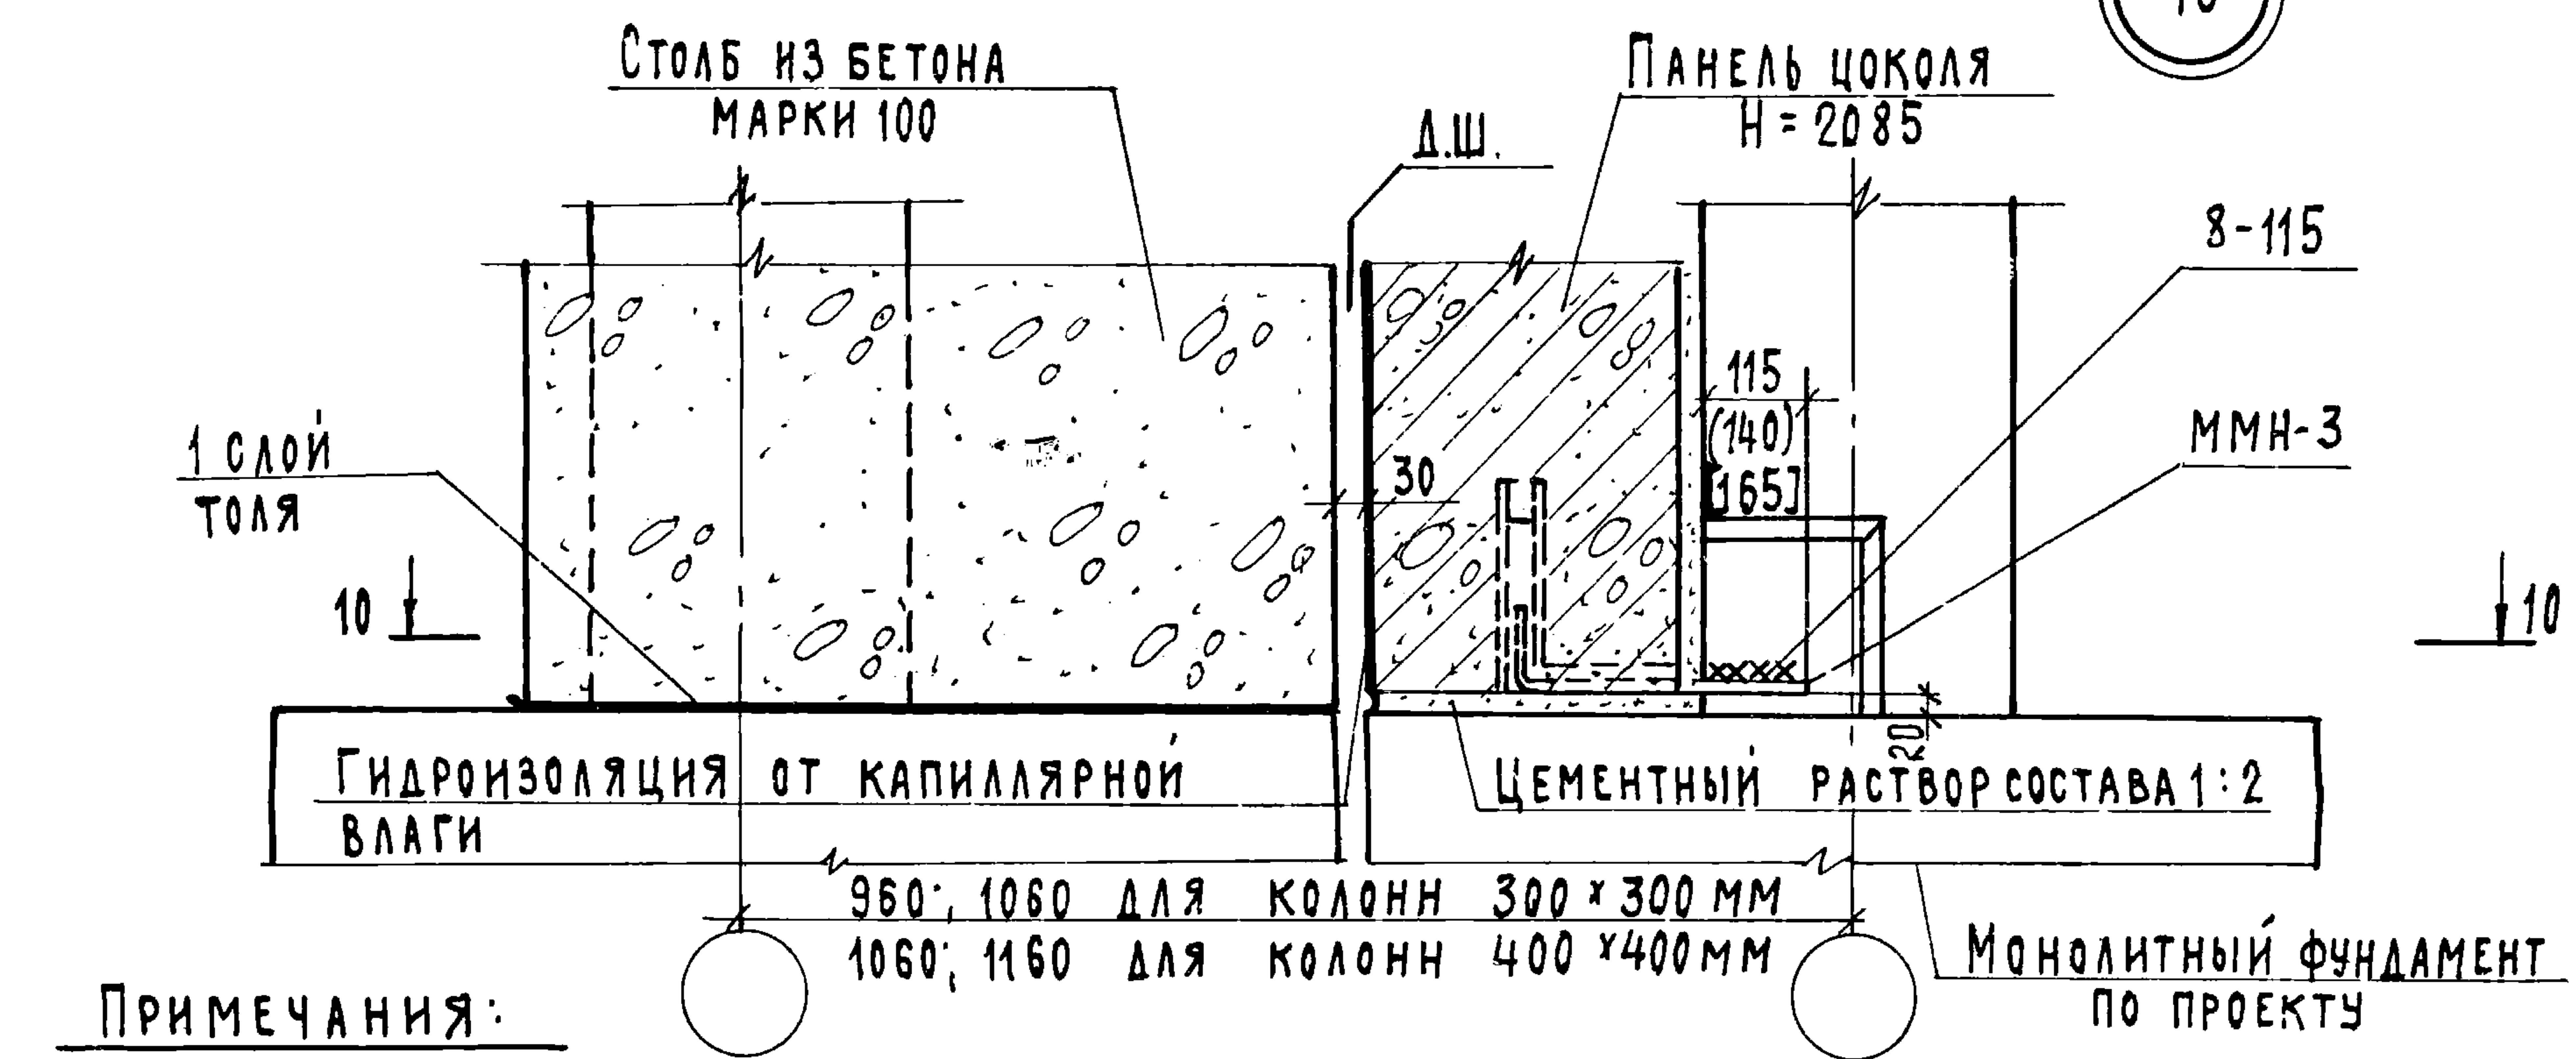 10
Столб из бетона
марки 100
Панель цоколя
Н = 2085
Д.Ш.
8-115
115
(140)
[165]
ММН-3
1 слой
толя
30
10
10
20
Гидроизоляция от капиллярной
влаги
Цементный раствор состава 1:2
960; 1060 для колонн 300×300 мм
1060; 1160 для колонн 400×400 мм
Монолитный фундамент
по проекту
Примечания: